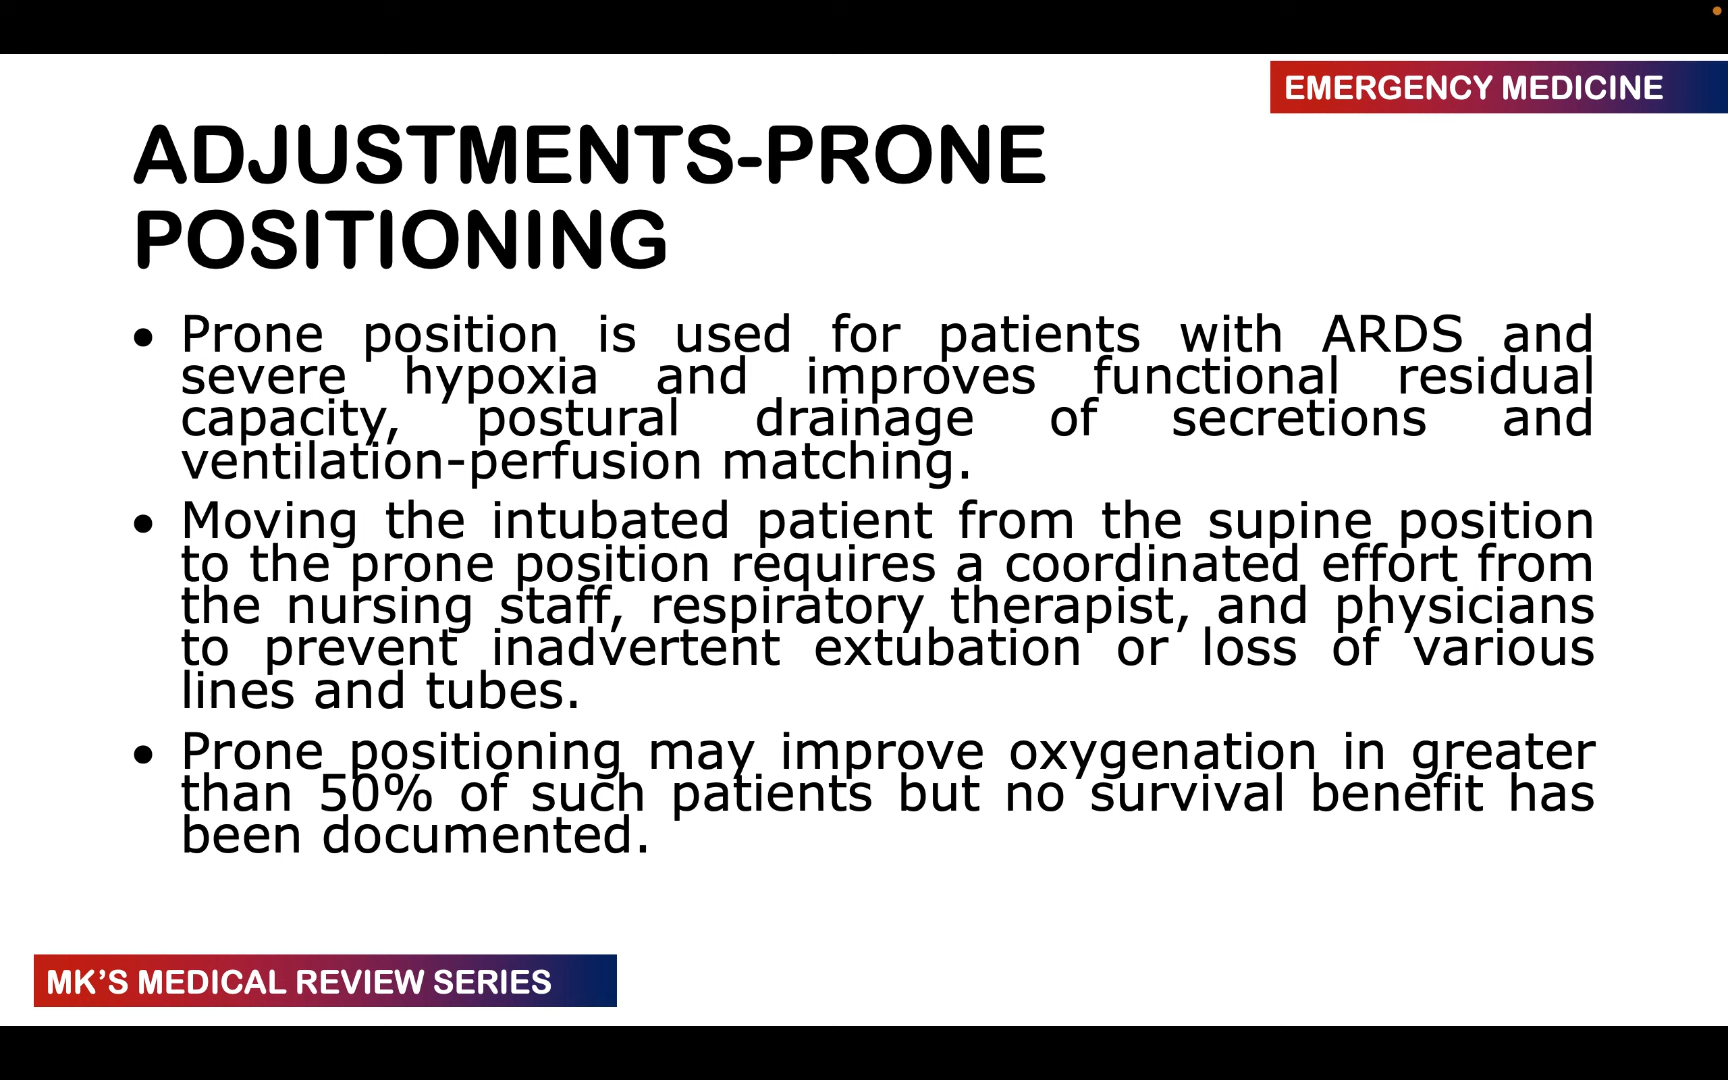 EMERGENCY MEDICINE
ADJUSTMENTS-PRONE
POSITIONING
• Prone position is used for patients with ARDS and
severe hypoxia and improves functional residual
capacity, postural drainage of secretions and
ventilation-perfusion matching.
• Moving the intubated patient from the supine position
to the prone position requires a coordinated effort from
the nursing staff, respiratory therapist, and physicians
to prevent inadvertent extubation or loss of various
lines and tubes.
• Prone positioning may improve oxygenation in greater
than 50% of such patients but no survival benefit has
been documented.
MK’S MEDICAL REVIEW SERIES